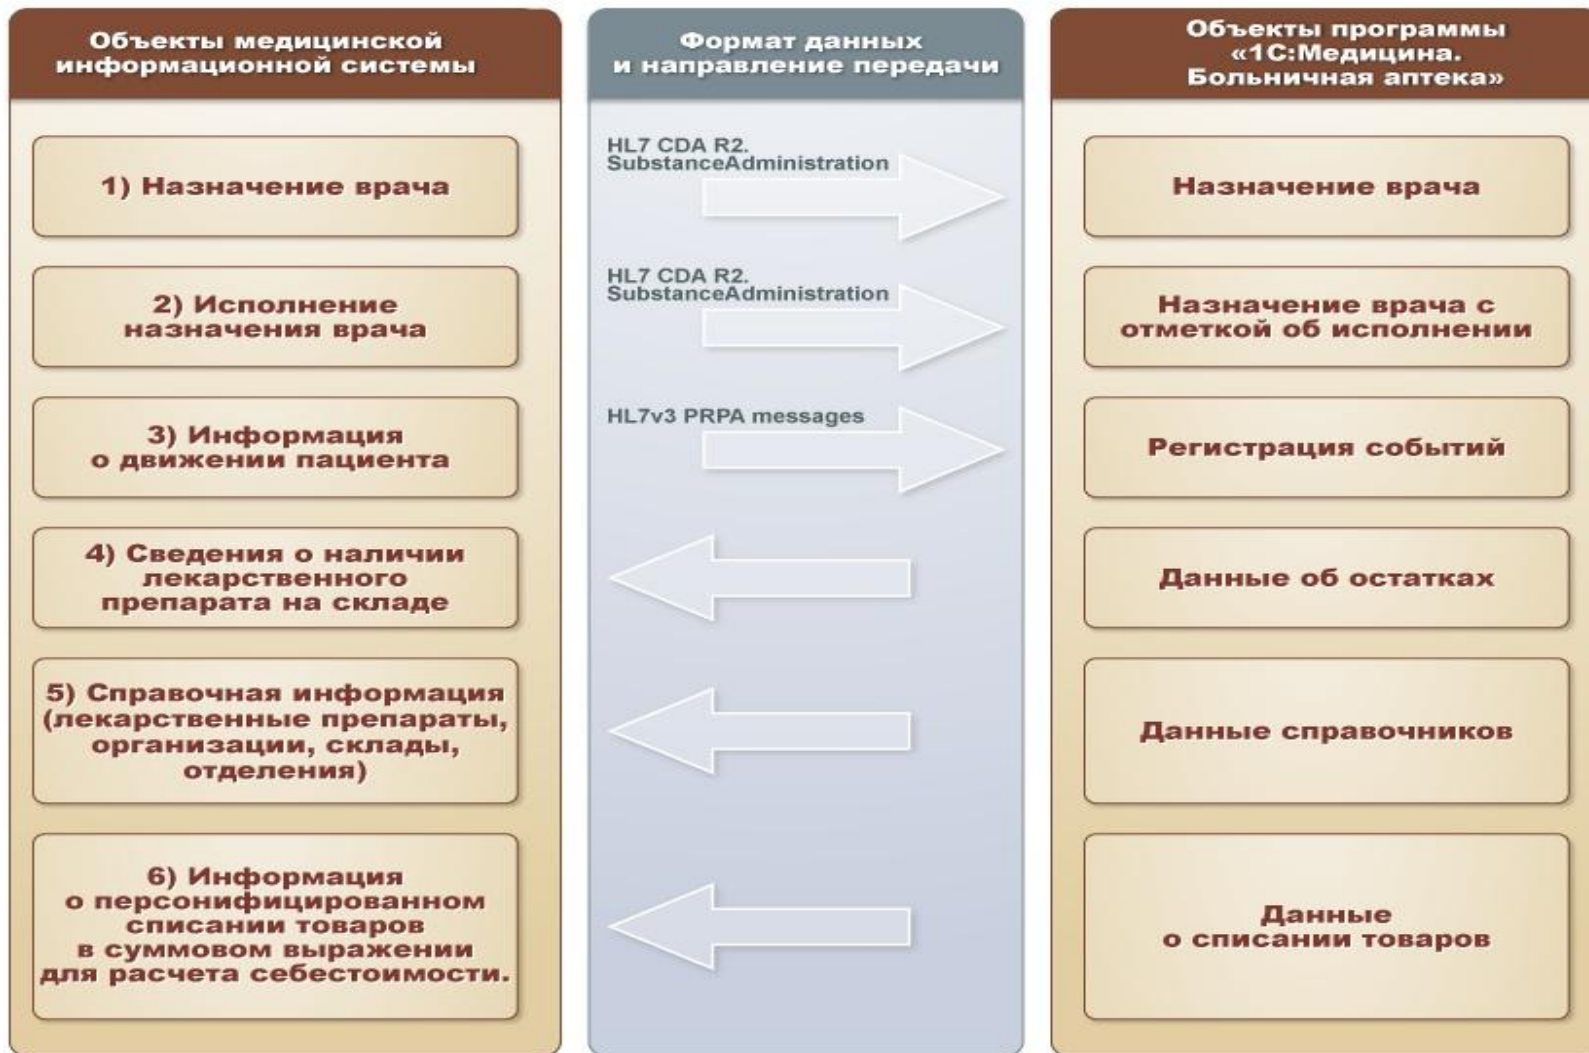 Объекты медицинской
информационной системы
Формат данных
и направление передачи
Объекты программы
«1С:Медицина.
Больничная аптека»
1) Назначение врача
HL7 CDA R2.
SubstanceAdministration
Назначение врача
2) Исполнение
назначения врача
HL7 CDA R2.
SubstanceAdministration
Назначение врача с
отметкой об исполнении
3) Информация
о движении пациента
HL7v3 PRPA messages
Регистрация событий
4) Сведения о наличии
лекарственного
препарата на складе
Данные об остатках
5) Справочная информация
(лекарственные препараты,
организации, склады,
отделения)
Данные справочников
6) Информация
о персонифицированном
списании товаров
в суммовом выражении
для расчета себестоимости.
Данные
о списании товаров